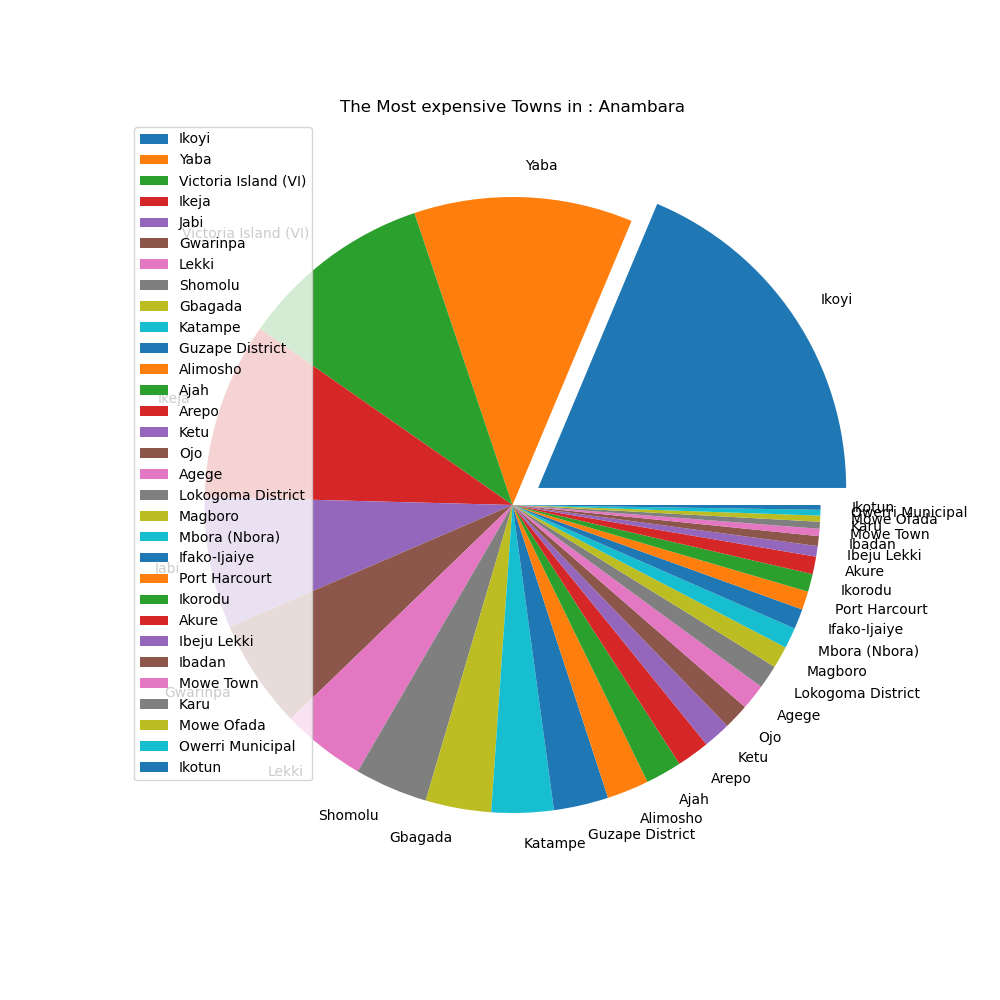 The Most expensive Towns in : Anambara
Ikoyi
Yaba
Victoria Island (VI)
Ikeja
Jabi
Gwarinpa
Lekki
Shomolu
Gbagada
Katampe
Guzape District
Alimosho
Ajah
Arepo
Ketu
Ojo
Agege
Lokogoma District
Magboro
Mbora (Nbora)
Ifako-Ijaiye
Port Harcourt
Ikorodu
Akure
Ibeju Lekki
Ibadan
Mowe Town
Karu
Mowe Ofada
Owerri Municipal
Ikotun
Ikoyi
Yaba
Victoria Island (VI)
Ikeja
Jabi
Gwarinpa
Lekki
Shomolu
Gbagada
Katampe
Guzape District
Alimosho
Ajah
Arepo
Ketu
Ojo
Agege
Lokogoma District
Magboro
Mbora (Nbora)
Ifako-Ijaiye
Port Harcourt
Ikorodu
Akure
Ibeju Lekki
Ibadan
Mowe Town
Karu
Mowe Ofada
Owerri Municipal
Ikotun